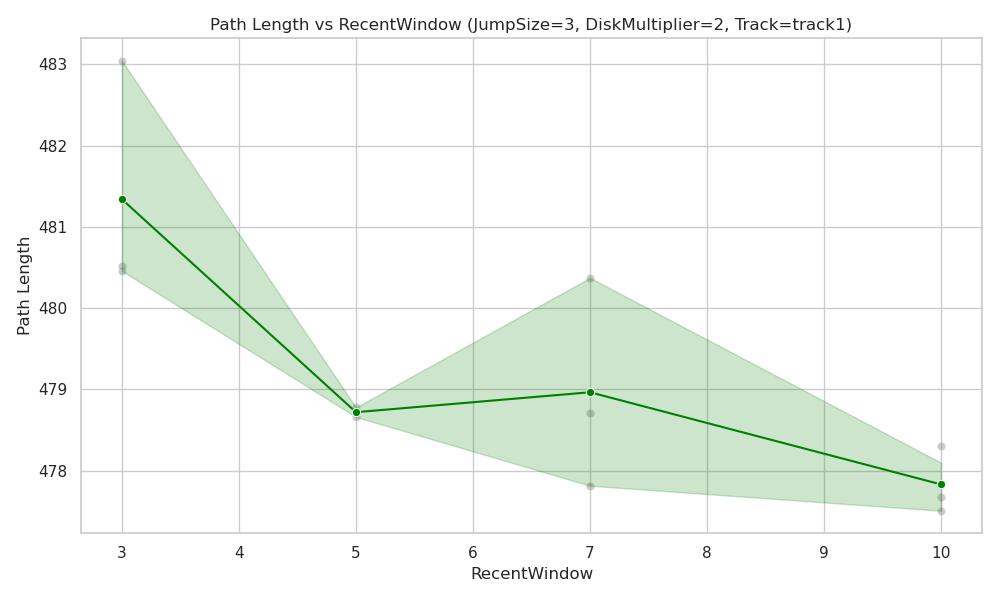 Path Length vs RecentWindow (JumpSize=3, DiskMultiplier=2, Track=track1)
Path Length
483
482
481
480
479
478
3 4 5 6 7 8 9 10
RecentWindow